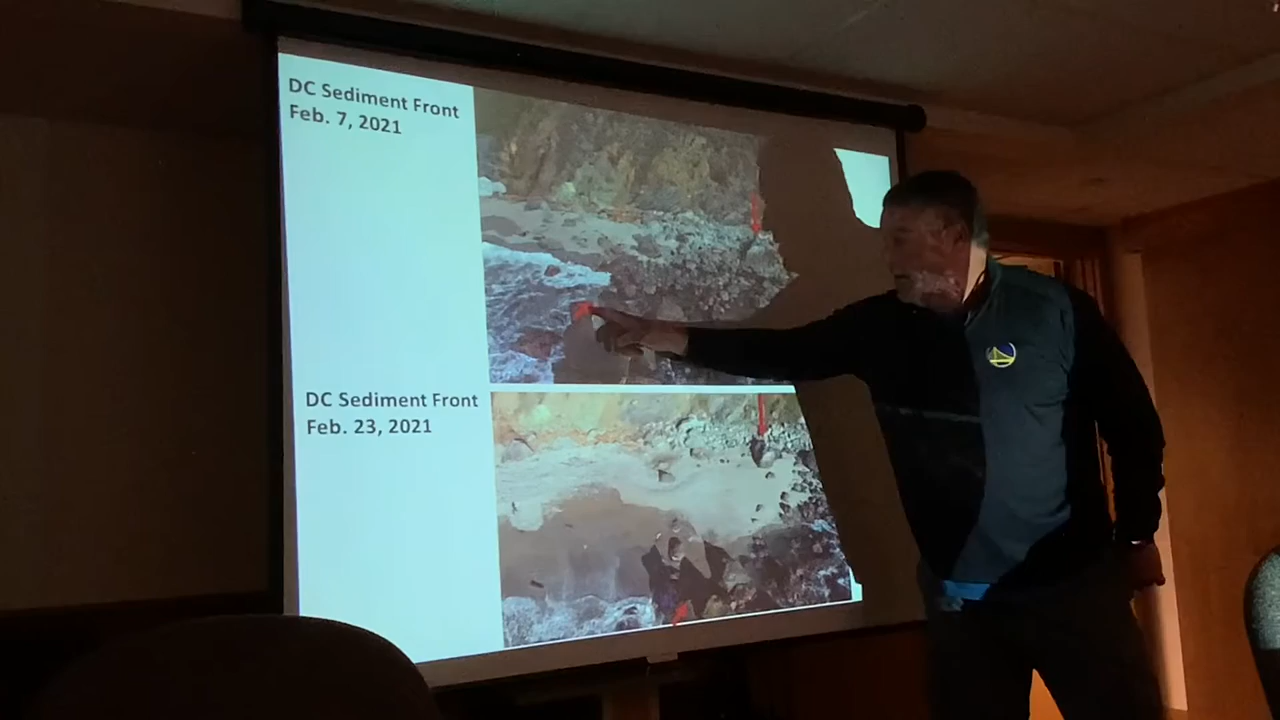 DC Sediment Front
Feb. 7, 2021
DC Sediment Front
Feb. 23, 2021